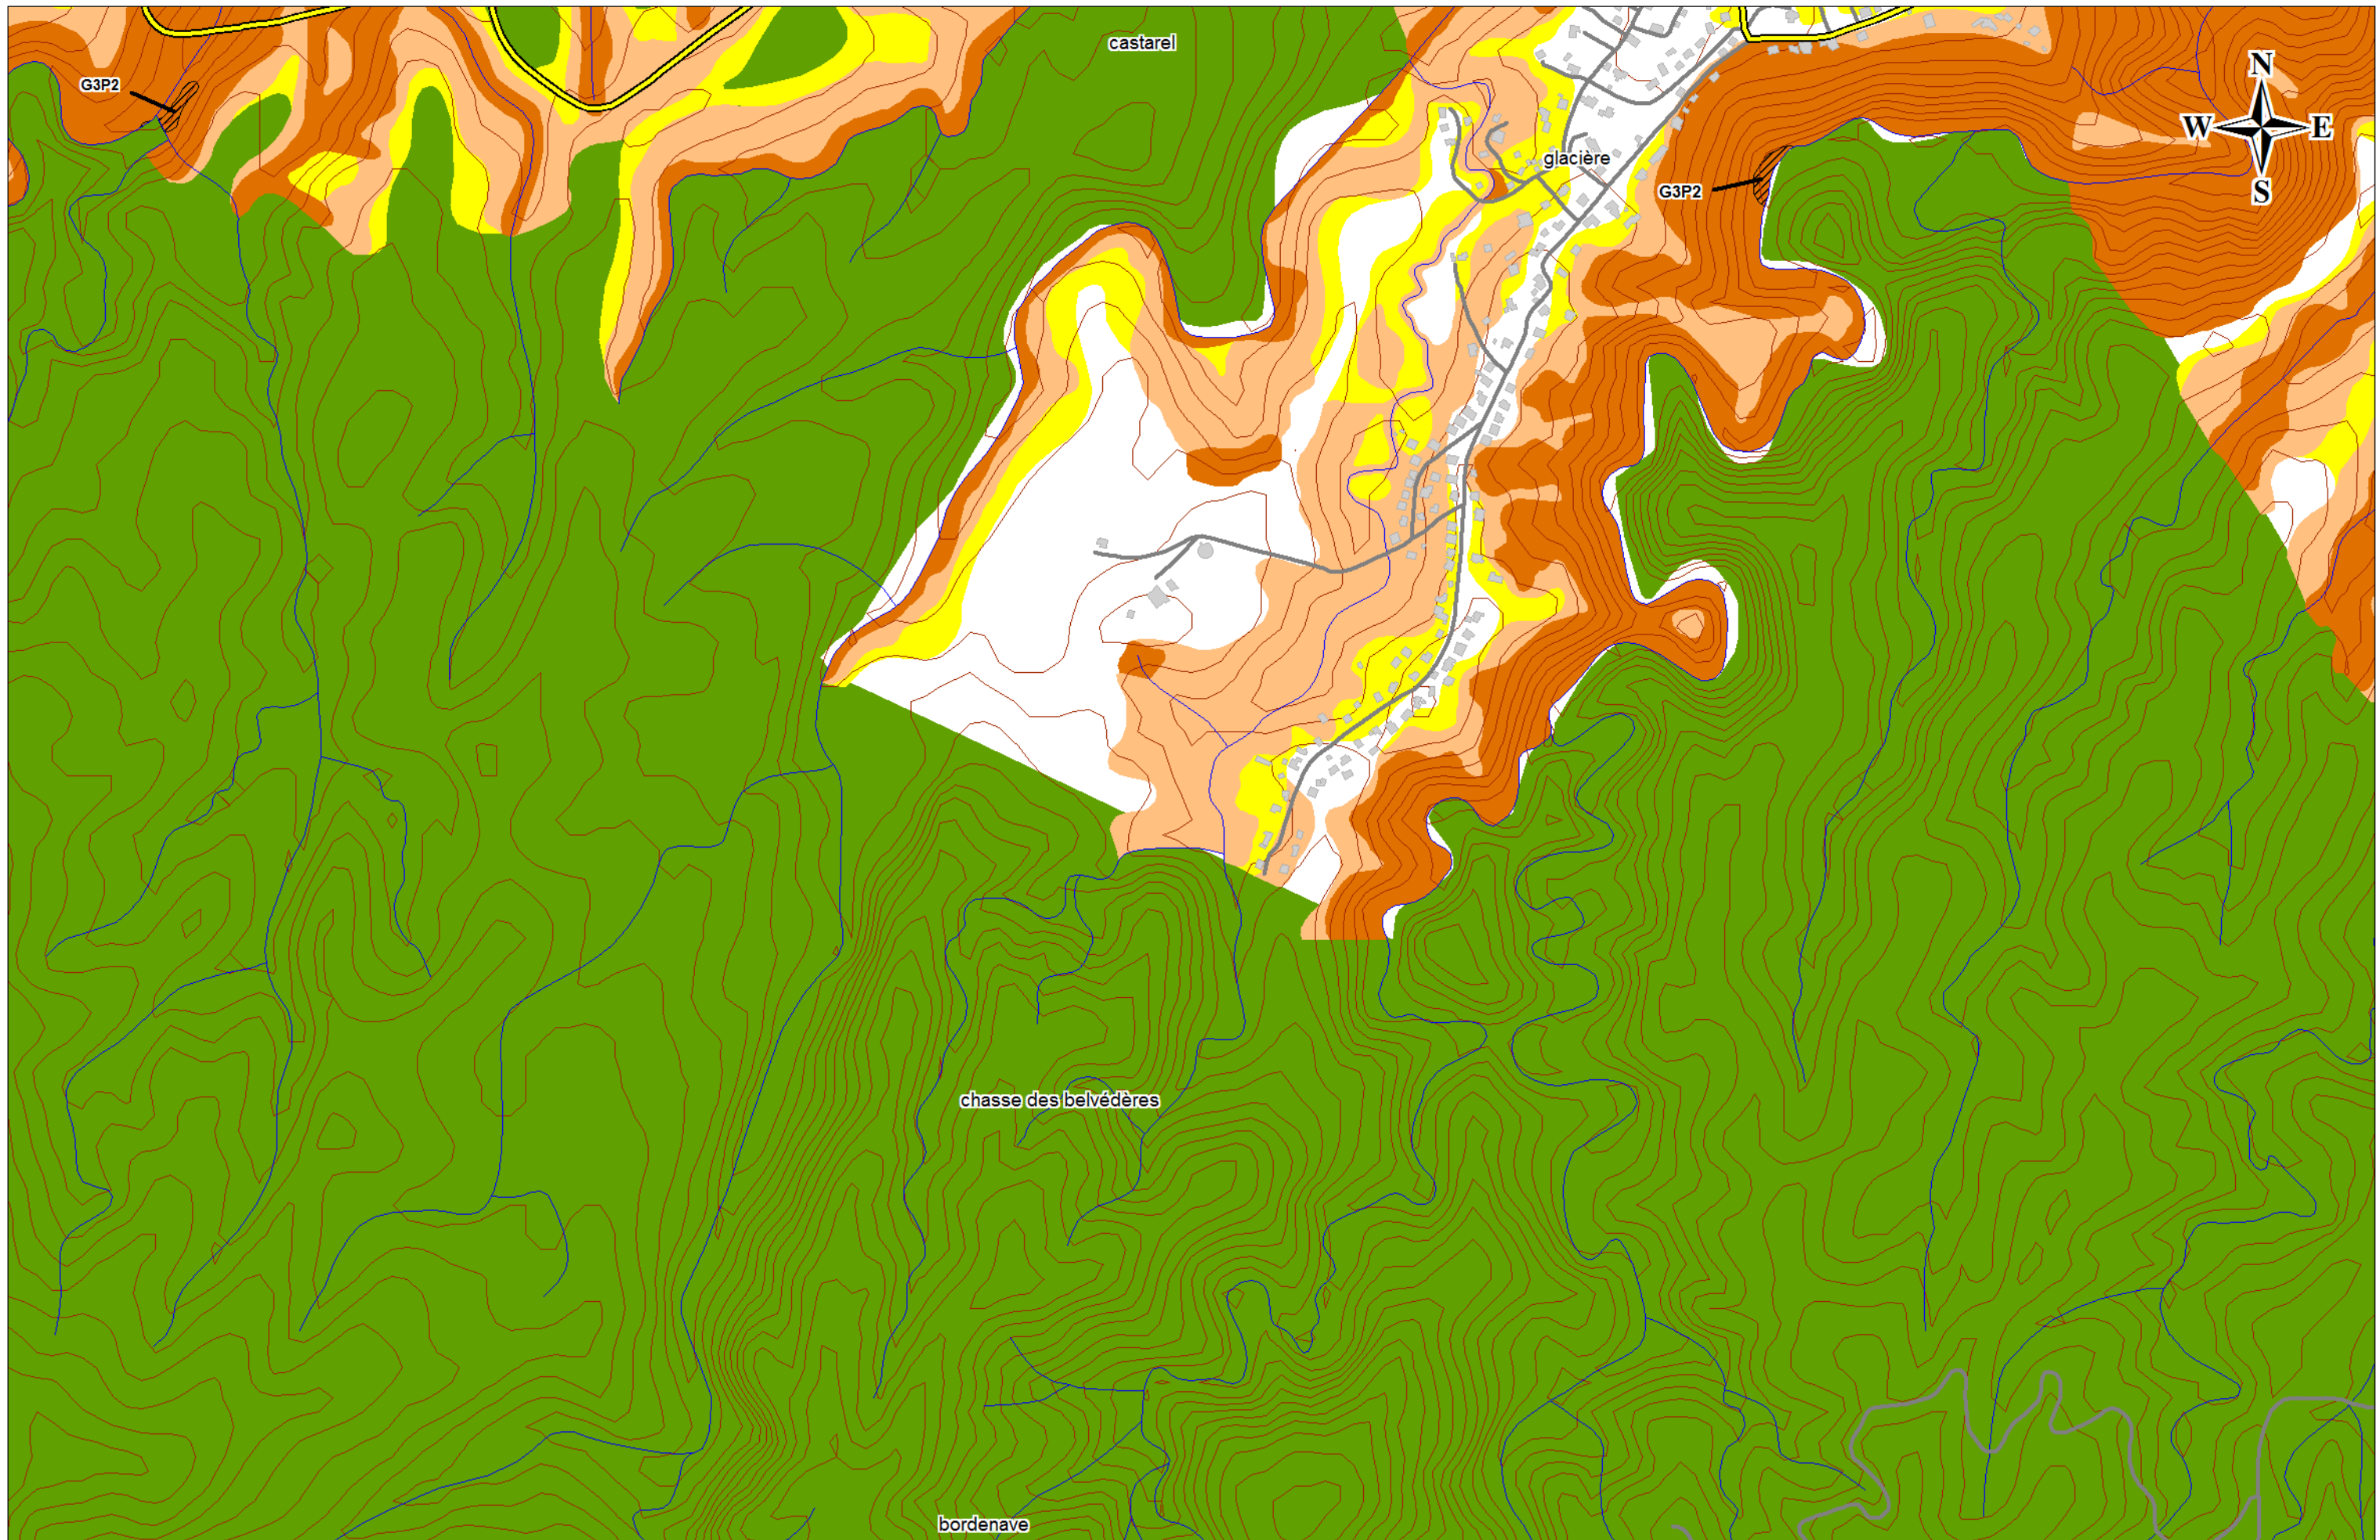 castarel
N
G3P2
W E
glacière
G3P2
S
chasse des belvédères
bordenave